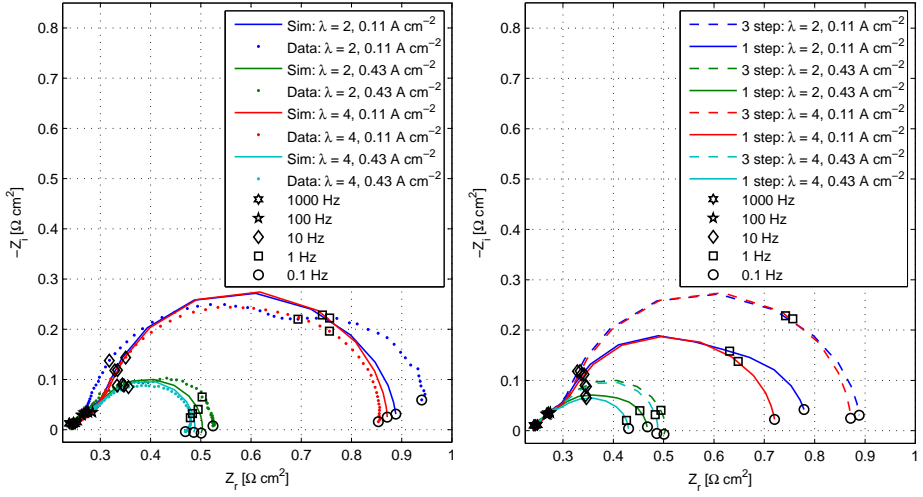 0.8
0.7
0.6
0.5
0.4
0.3
0.2
0.1
0
-Z_i [Ω cm²]
0.3 0.4 0.5 0.6 0.7 0.8 0.9 1
Z_r [Ω cm²]
Sim: λ = 2, 0.11 A cm⁻²
Data: λ = 2, 0.11 A cm⁻²
Sim: λ = 2, 0.43 A cm⁻²
Data: λ = 2, 0.43 A cm⁻²
Sim: λ = 4, 0.11 A cm⁻²
Data: λ = 4, 0.11 A cm⁻²
Sim: λ = 4, 0.43 A cm⁻²
Data: λ = 4, 0.43 A cm⁻²
1000 Hz
100 Hz
10 Hz
1 Hz
0.1 Hz
0.8
0.7
0.6
0.5
0.4
0.3
0.2
0.1
0
-Z_i [Ω cm²]
0.3 0.4 0.5 0.6 0.7 0.8 0.9 1
Z_r [Ω cm²]
3 step: λ = 2, 0.11 A cm⁻²
1 step: λ = 2, 0.11 A cm⁻²
3 step: λ = 2, 0.43 A cm⁻²
1 step: λ = 2, 0.43 A cm⁻²
3 step: λ = 4, 0.11 A cm⁻²
1 step: λ = 4, 0.11 A cm⁻²
3 step: λ = 4, 0.43 A cm⁻²
1 step: λ = 4, 0.43 A cm⁻²
1000 Hz
100 Hz
10 Hz
1 Hz
0.1 Hz